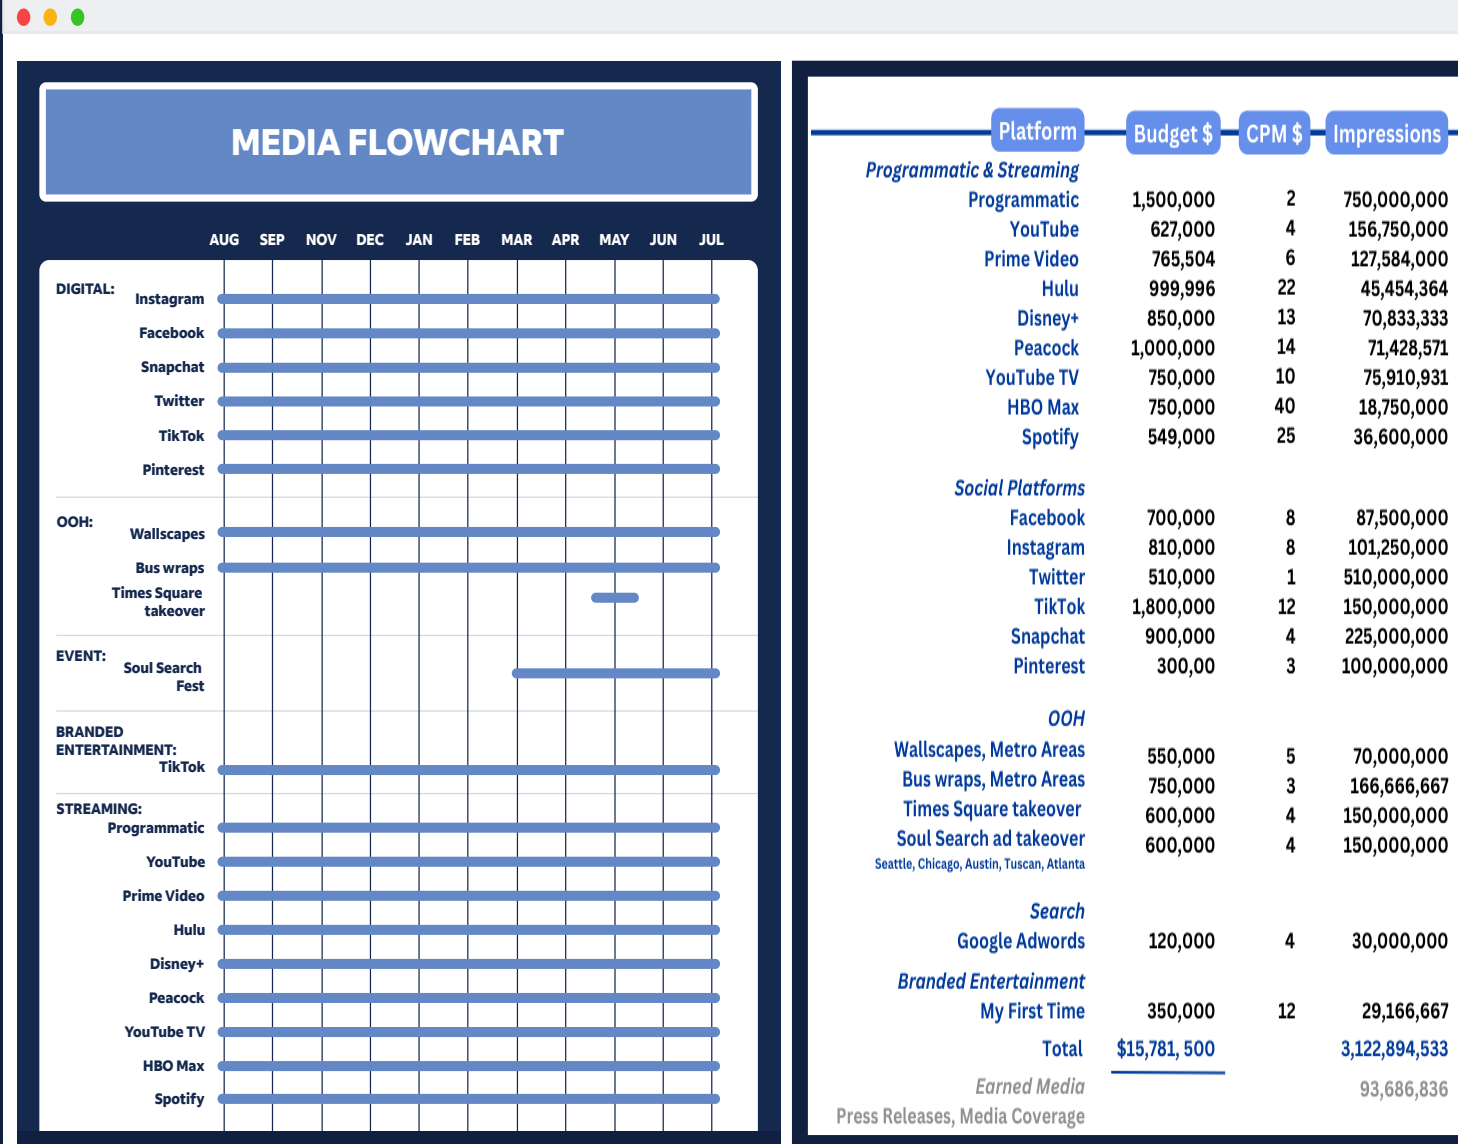 MEDIA FLOWCHART
AUG SEP NOV DEC JAN FEB MAR APR MAY JUN JUL
DIGITAL:
Instagram
Facebook
Snapchat
Twitter
TikTok
Pinterest
OOH:
Wallscapes
Bus wraps
Times Square
takeover
EVENT:
Soul Search
Fest
BRANDED
ENTERTAINMENT:
TikTok
STREAMING:
Programmatic
YouTube
Prime Video
Hulu
Disney+
Peacock
YouTube TV
HBO Max
Spotify
Platform Budget $ CPM $ Impressions
Programmatic & Streaming
Programmatic 1,500,000 2 750,000,000
YouTube 627,000 4 156,750,000
Prime Video 765,504 6 127,584,000
Hulu 999,996 22 45,454,364
Disney+ 850,000 13 70,833,333
Peacock 1,000,000 14 71,428,571
YouTube TV 750,000 10 75,910,931
HBO Max 750,000 40 18,750,000
Spotify 549,000 25 36,600,000
Social Platforms
Facebook 700,000 8 87,500,000
Instagram 810,000 8 101,250,000
Twitter 510,000 1 510,000,000
TikTok 1,800,000 12 150,000,000
Snapchat 900,000 4 225,000,000
Pinterest 300,00 3 100,000,000
OOH
Wallscapes, Metro Areas 550,000 5 70,000,000
Bus wraps, Metro Areas 750,000 3 166,666,667
Times Square takeover 600,000 4 150,000,000
Soul Search ad takeover 600,000 4 150,000,000
Seattle, Chicago, Austin, Tuscan, Atlanta
Search
Google Adwords 120,000 4 30,000,000
Branded Entertainment
My First Time 350,000 12 29,166,667
Total $15,781, 500 3,122,894,533
Earned Media 93,686,836
Press Releases, Media Coverage